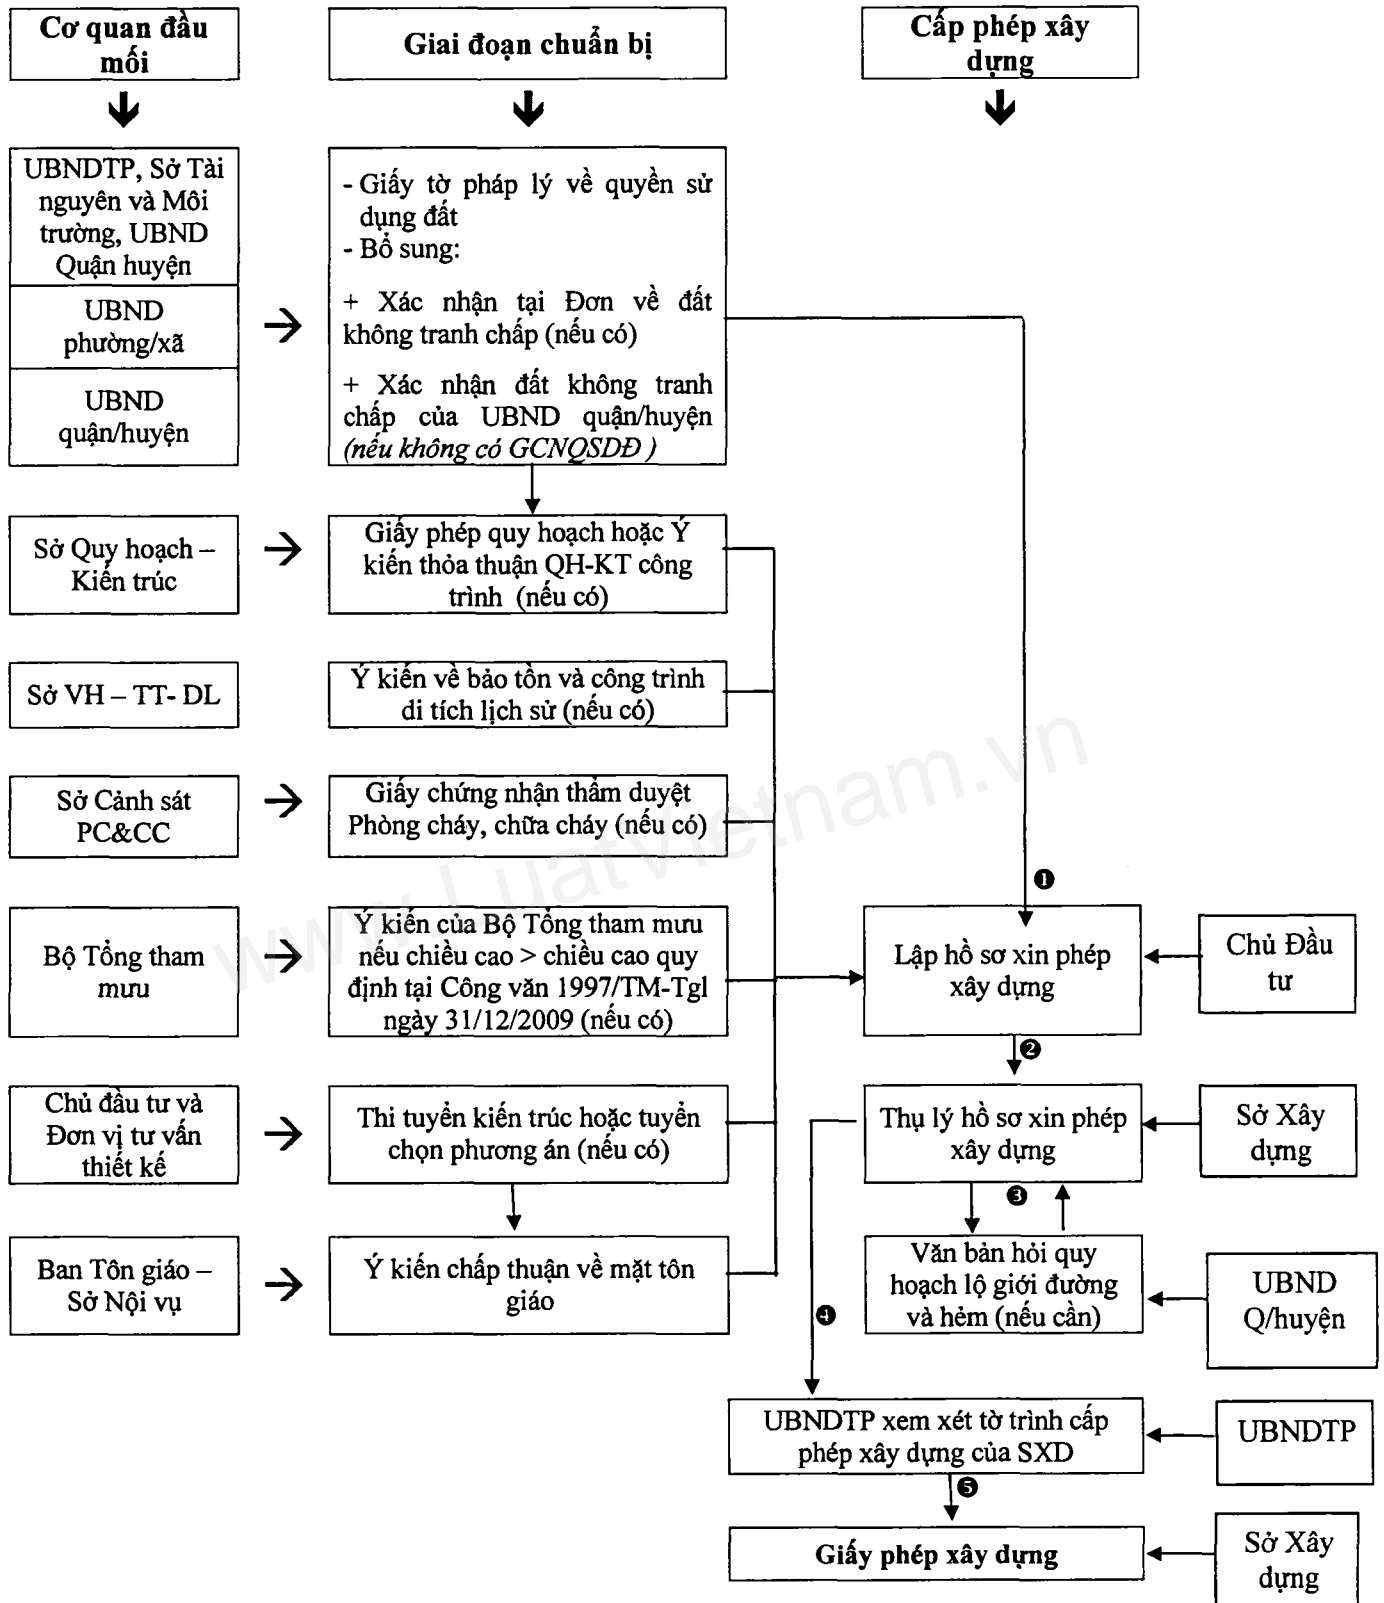 Cơ quan đầu
mối
Giai đoạn chuẩn bị
Cấp phép xây
dựng
UBNDTP, Sở Tài
nguyên và Môi
trường, UBND
Quận huyện
UBND
phường/xã
UBND
quận/huyện
- Giấy tờ pháp lý về quyền sử
dụng đất
- Bổ sung:
+ Xác nhận tại Đơn về đất
không tranh chấp (nếu có)
+ Xác nhận đất không tranh
chấp của UBND quận/huyện
(nếu không có GCNQSDĐ )
Sở Quy hoạch –
Kiến trúc
Giấy phép quy hoạch hoặc Ý
kiến thỏa thuận QH-KT công
trình (nếu có)
Sở VH – TT- DL
Ý kiến về bảo tồn và công trình
di tích lịch sử (nếu có)
Sở Cảnh sát
PC&CC
Giấy chứng nhận thẩm duyệt
Phòng cháy, chữa cháy (nếu có)
www.LuatVietnam.vn
Bộ Tổng tham
mưu
Ý kiến của Bộ Tổng tham mưu
nếu chiều cao > chiều cao quy
định tại Công văn 1997/TM-Tgl
ngày 31/12/2009 (nếu có)
❶
Lập hồ sơ xin phép
xây dựng
Chủ Đầu
tư
❷
Chủ đầu tư và
Đơn vị tư vấn
thiết kế
Thi tuyển kiến trúc hoặc tuyển
chọn phương án (nếu có)
Thụ lý hồ sơ xin phép
xây dựng
Sở Xây
dựng
❸
Ban Tôn giáo –
Sở Nội vụ
Ý kiến chấp thuận về mặt tôn
giáo
Văn bản hỏi quy
hoạch lộ giới đường
và hẻm (nếu cần)
UBND
Q/huyện
❹
UBNDTP xem xét tờ trình cấp
phép xây dựng của SXD
UBNDTP
❺
Giấy phép xây dựng
Sở Xây
dựng